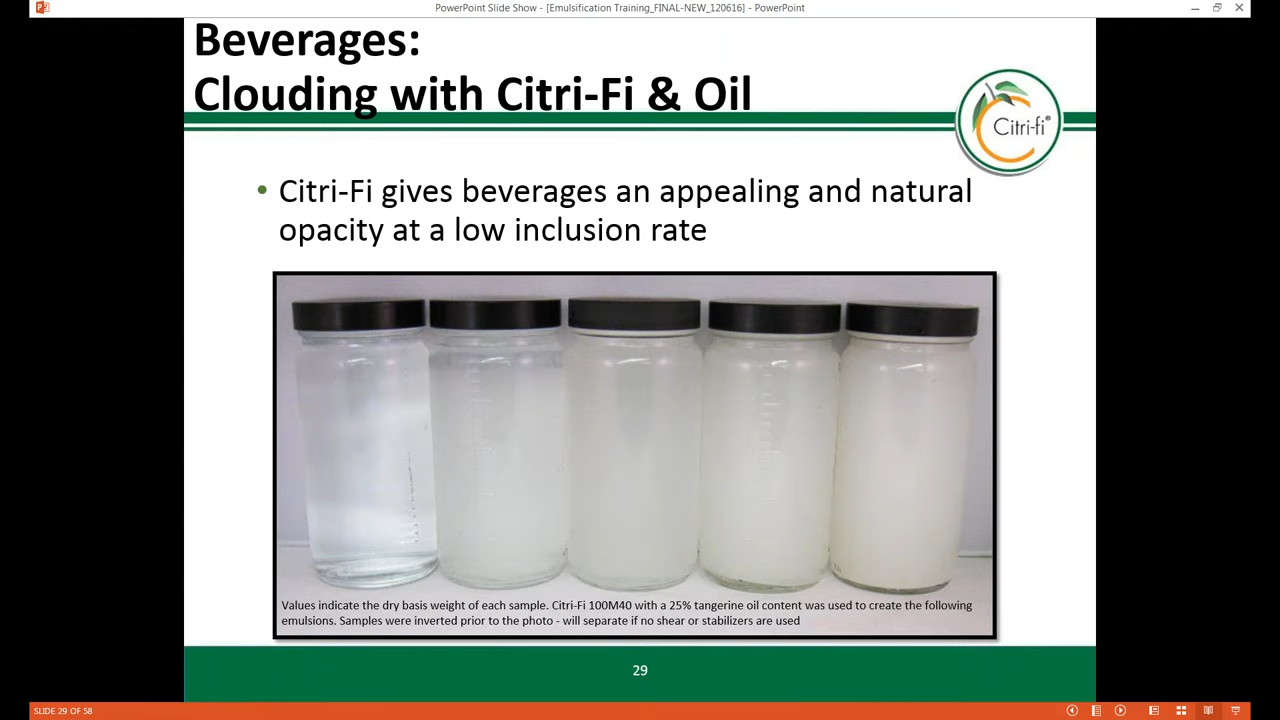 PowerPoint Slide Show - [Emulsification Training_FINAL-NEW_120616] - PowerPoint
Beverages:
Clouding with Citri-Fi & Oil
Citri-fi®
• Citri-Fi gives beverages an appealing and natural
opacity at a low inclusion rate
Values indicate the dry basis weight of each sample. Citri-Fi 100M40 with a 25% tangerine oil content was used to create the following
emulsions. Samples were inverted prior to the photo - will separate if no shear or stabilizers are used
29
SLIDE 29 OF 58